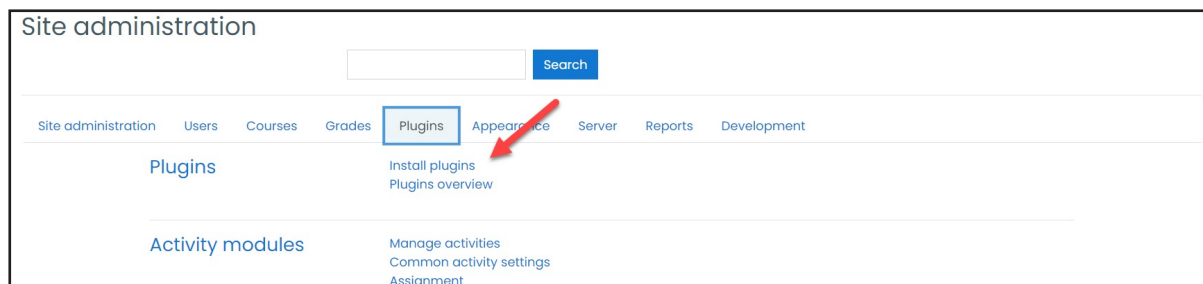 Site administration
Search
Site administration Users Courses Grades Plugins Appearance Server Reports Development
Plugins
Install plugins
Plugins overview
Activity modules
Manage activities
Common activity settings
Assignment